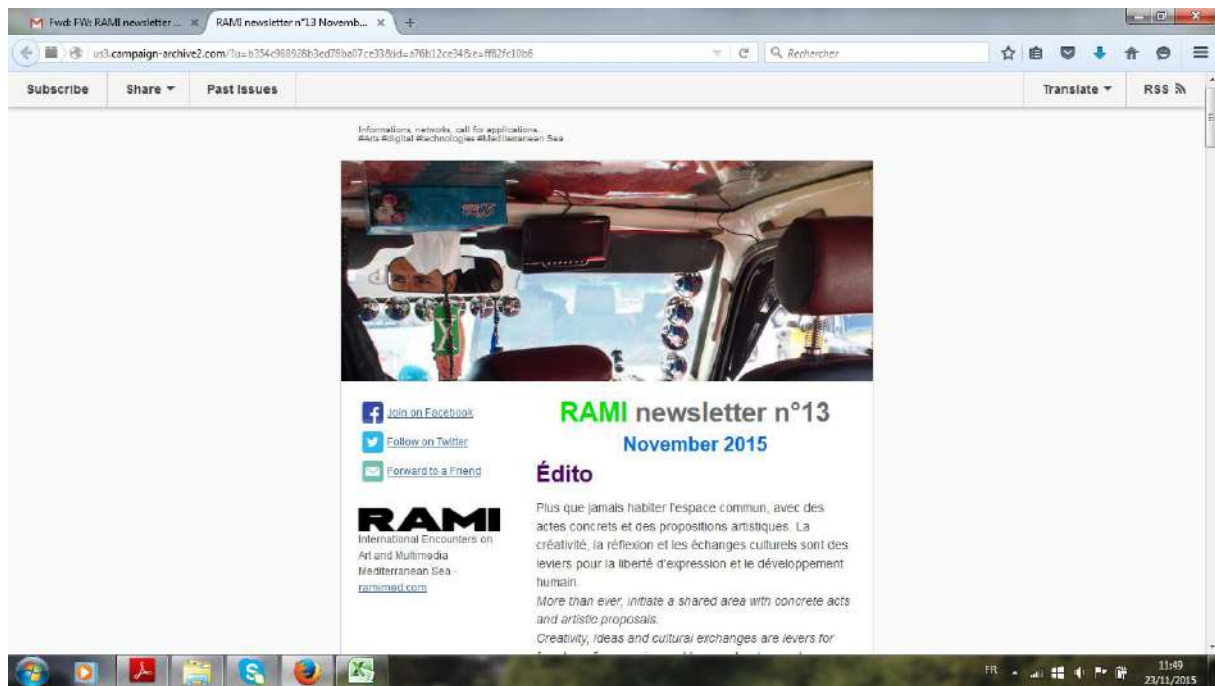 Fwd: FW: RAMI newsletter ...
RAMI newsletter n°13 Novemb...
Rechercher
Subscribe
Share
Past Issues
Translate
RSS
Informations, networks, call for applications...
#Arts #digital #technologies #Mediterranean Sea
Join on Facebook
Follow on Twitter
Forward to a Friend
RAMI
International Encounters on
Art and Multimedia
Mediterranean Sea -
ramimed.com
RAMI newsletter n°13
November 2015
Édito
Plus que jamais habiter l'espace commun, avec des
actes concrets et des propositions artistiques. La
créativité, la réflexion et les échanges culturels sont des
leviers pour la liberté d'expression et le développement
humain.
More than ever, initiate a shared area with concrete acts
and artistic proposals.
Creativity, ideas and cultural exchanges are levers for
FR
11:49
23/11/2015